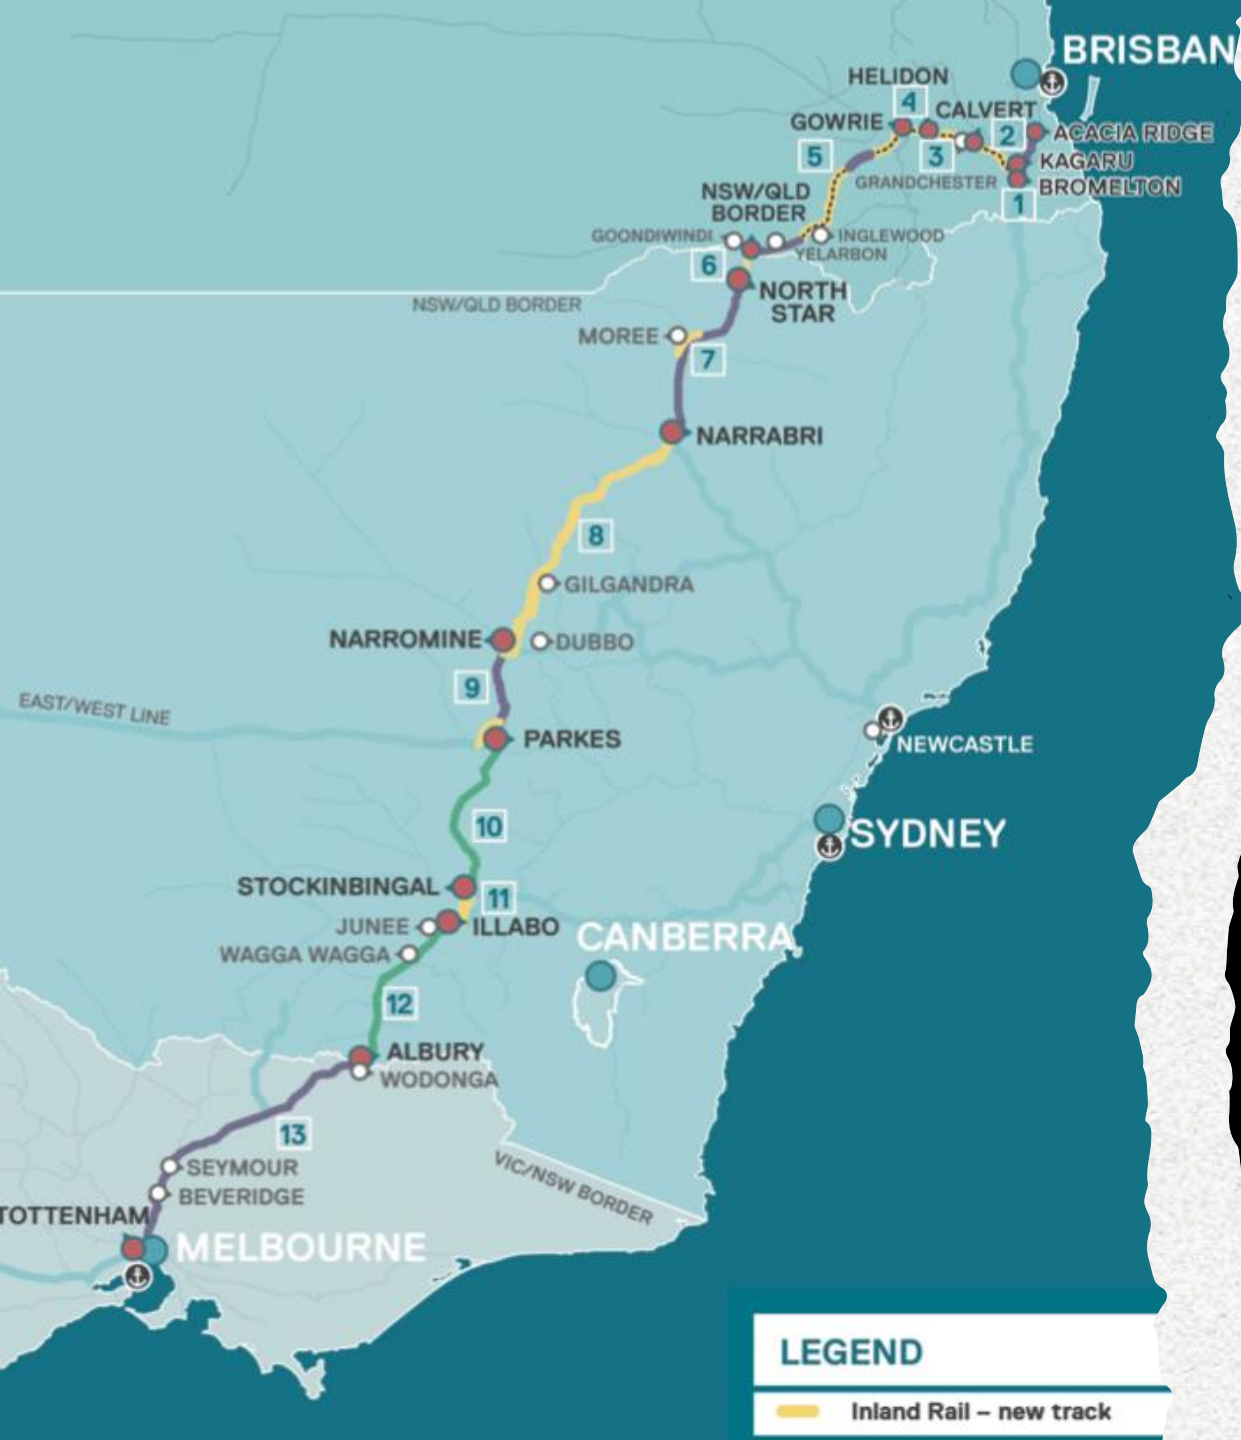 BRISBAN
HELIDON
4
CALVERT
GOWRIE
2
ACACIA RIDGE
5
3
KAGARU
GRANDCHESTER
BROMELTON
NSW/QLD
BORDER
1
GOONDIWINDI
INGLEWOOD
YELARBON
6
NORTH
STAR
NSW/QLD BORDER
MOREE
7
NARRABRI
8
GILGANDRA
NARROMINE
DUBBO
9
EAST/WEST LINE
PARKES
NEWCASTLE
10
SYDNEY
STOCKINBINGAL
11
JUNEE
ILLABO
CANBERRA
WAGGA WAGGA
12
ALBURY
WODONGA
13
SEYMOUR
VIC/NSW BORDER
BEVERIDGE
TOTTENHAM
MELBOURNE
LEGEND
Inland Rail – new track